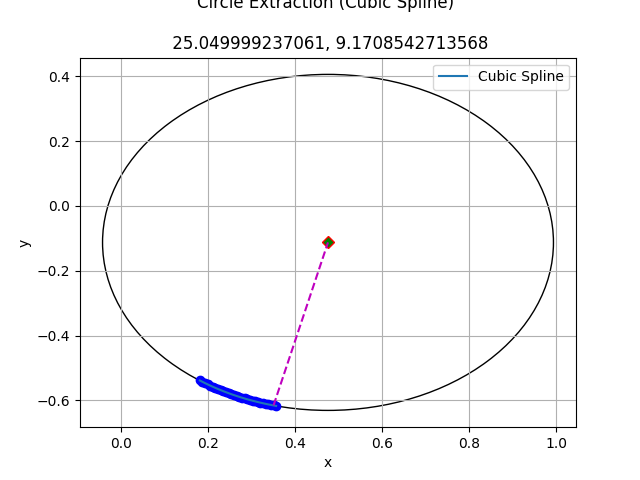 Circle Extraction (Cubic Spline)
25.049999237061, 9.1708542713568
Cubic Spline
0.4
0.2
0.0
−0.2
−0.4
−0.6
y
0.0 0.2 0.4 0.6 0.8 1.0
x